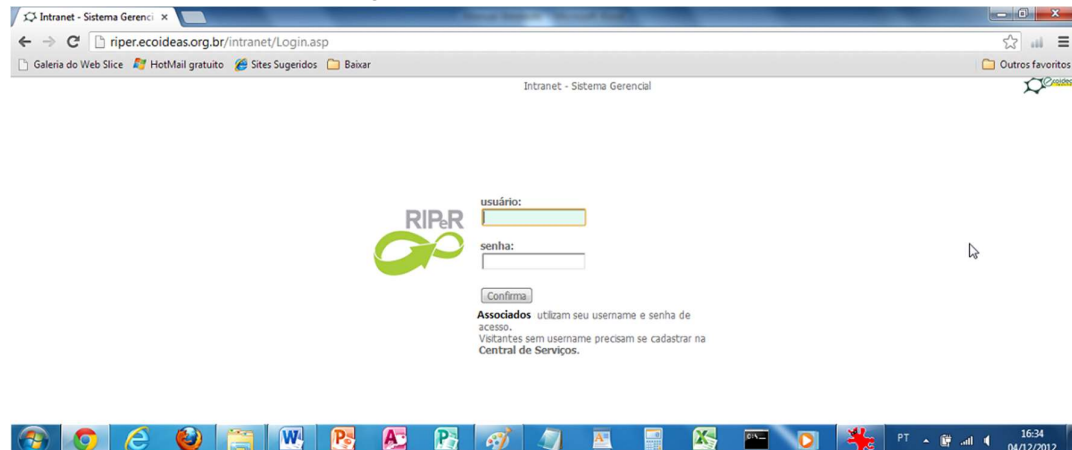 Intranet - Sistema Gerenci
riper.ecoideas.org.br/intranet/Login.asp
Galeria do Web Slice HotMail gratuito Sites Sugeridos Baixar Outros favoritos
Intranet - Sistema Gerencial
RIPeR
usuário:
senha:
Confirma
Associados utilizam seu username e senha de
acesso.
Visitantes sem username precisam se cadastrar na
Central de Serviços.
PT
16:34
04/12/2012